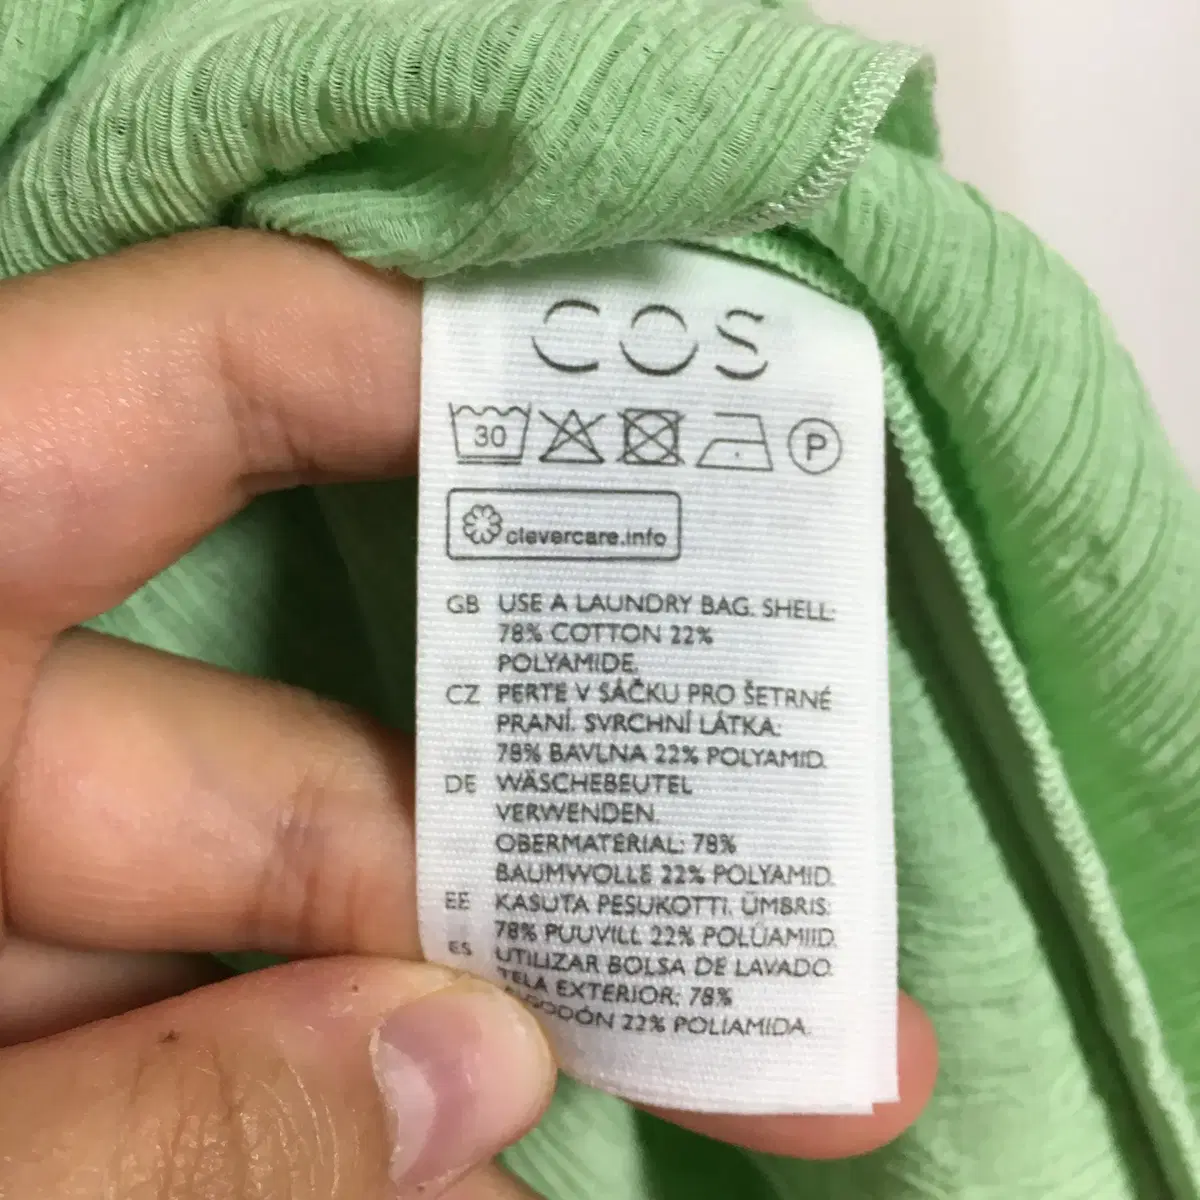 COS
30 P
clevercare.info
GB USE A LAUNDRY BAG. SHELL:
78% COTTON 22%
POLYAMIDE.
CZ PERTE V SÁČKU PRO ŠETRNÉ
PRANÍ. SVRCHNÍ LÁTKA:
78% BAVLNA 22% POLYAMID.
DE WÄSCHEBEUTEL
VERWENDEN.
OBERMATERIAL: 78%
BAUMWOLLE 22% POLYAMID.
EE KASUTA PESUKOTTI. ÜMBRIS:
78% PUUVILL 22% POLÜAMIID.
ES UTILIZAR BOLSA DE LAVADO.
TELA EXTERIOR: 78%
ALGODÓN 22% POLIAMIDA.